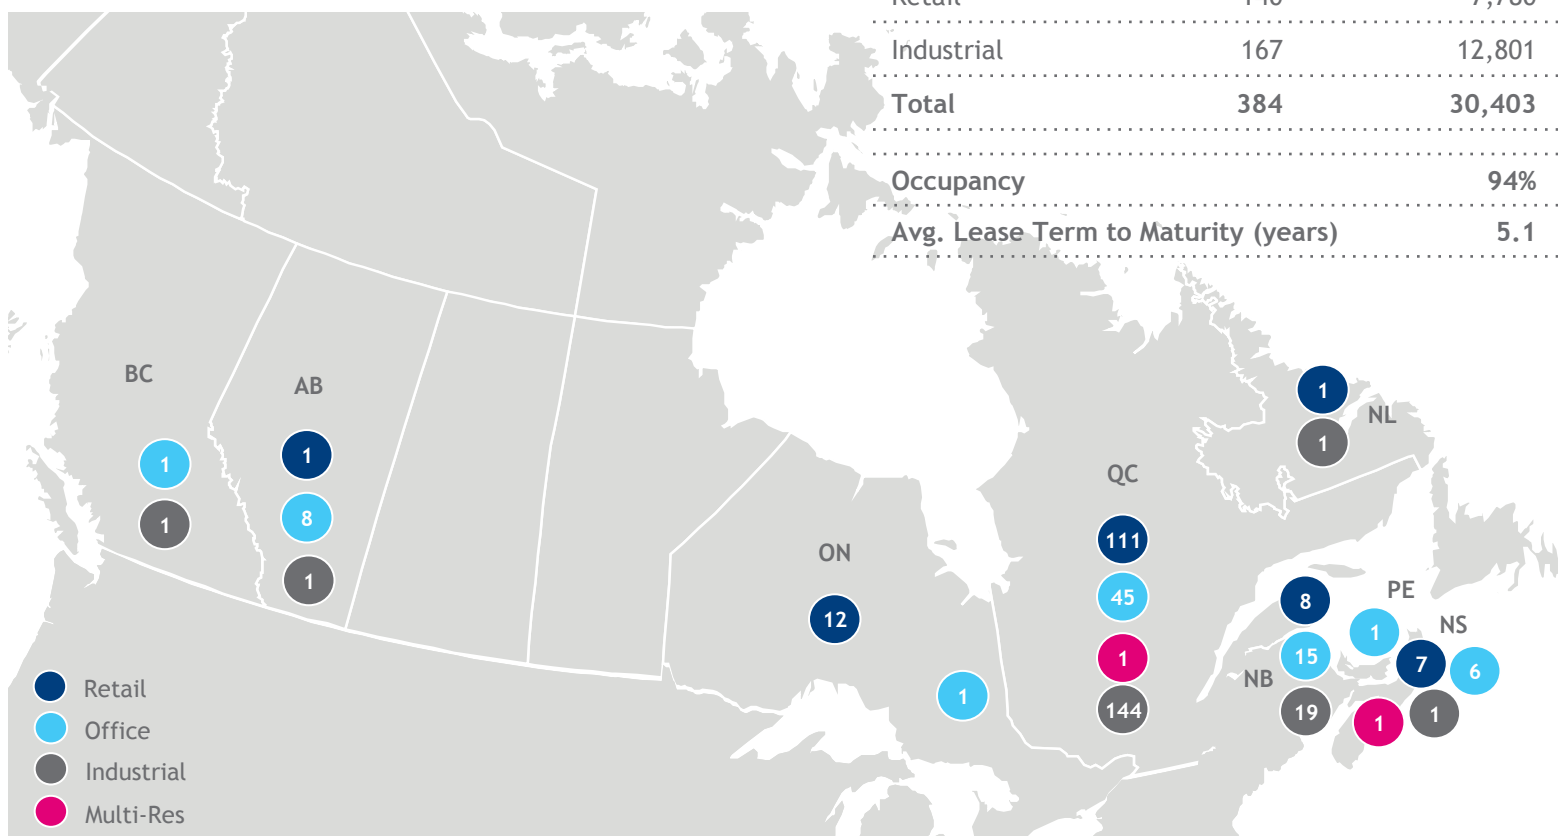 Retail 140
Industrial 167 12,801
Total 384 30,403
Occupancy 94%
Avg. Lease Term to Maturity (years) 5.1
BC
1
1
AB
1
8
1
ON
12
1
QC
111
45
1
144
1
NL
1
8
15
NB
19
PE
1
NS
7
6
1
1
Retail
Office
Industrial
Multi-Res